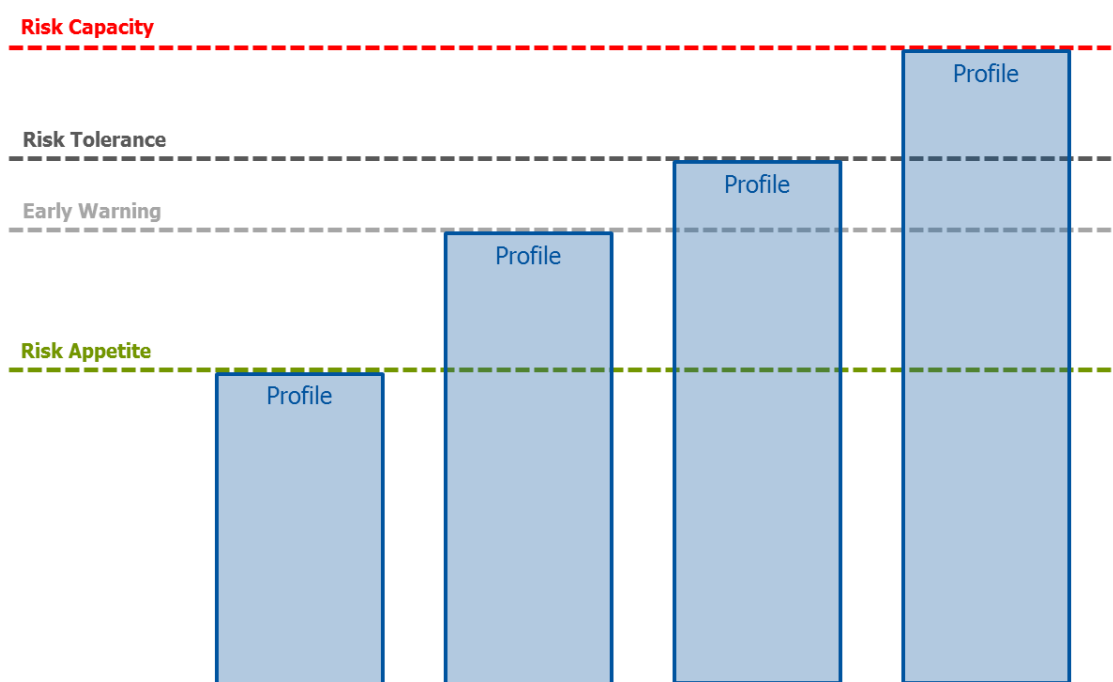 Risk Capacity
Profile
Risk Tolerance
Profile
Early Warning
Profile
Risk Appetite
Profile